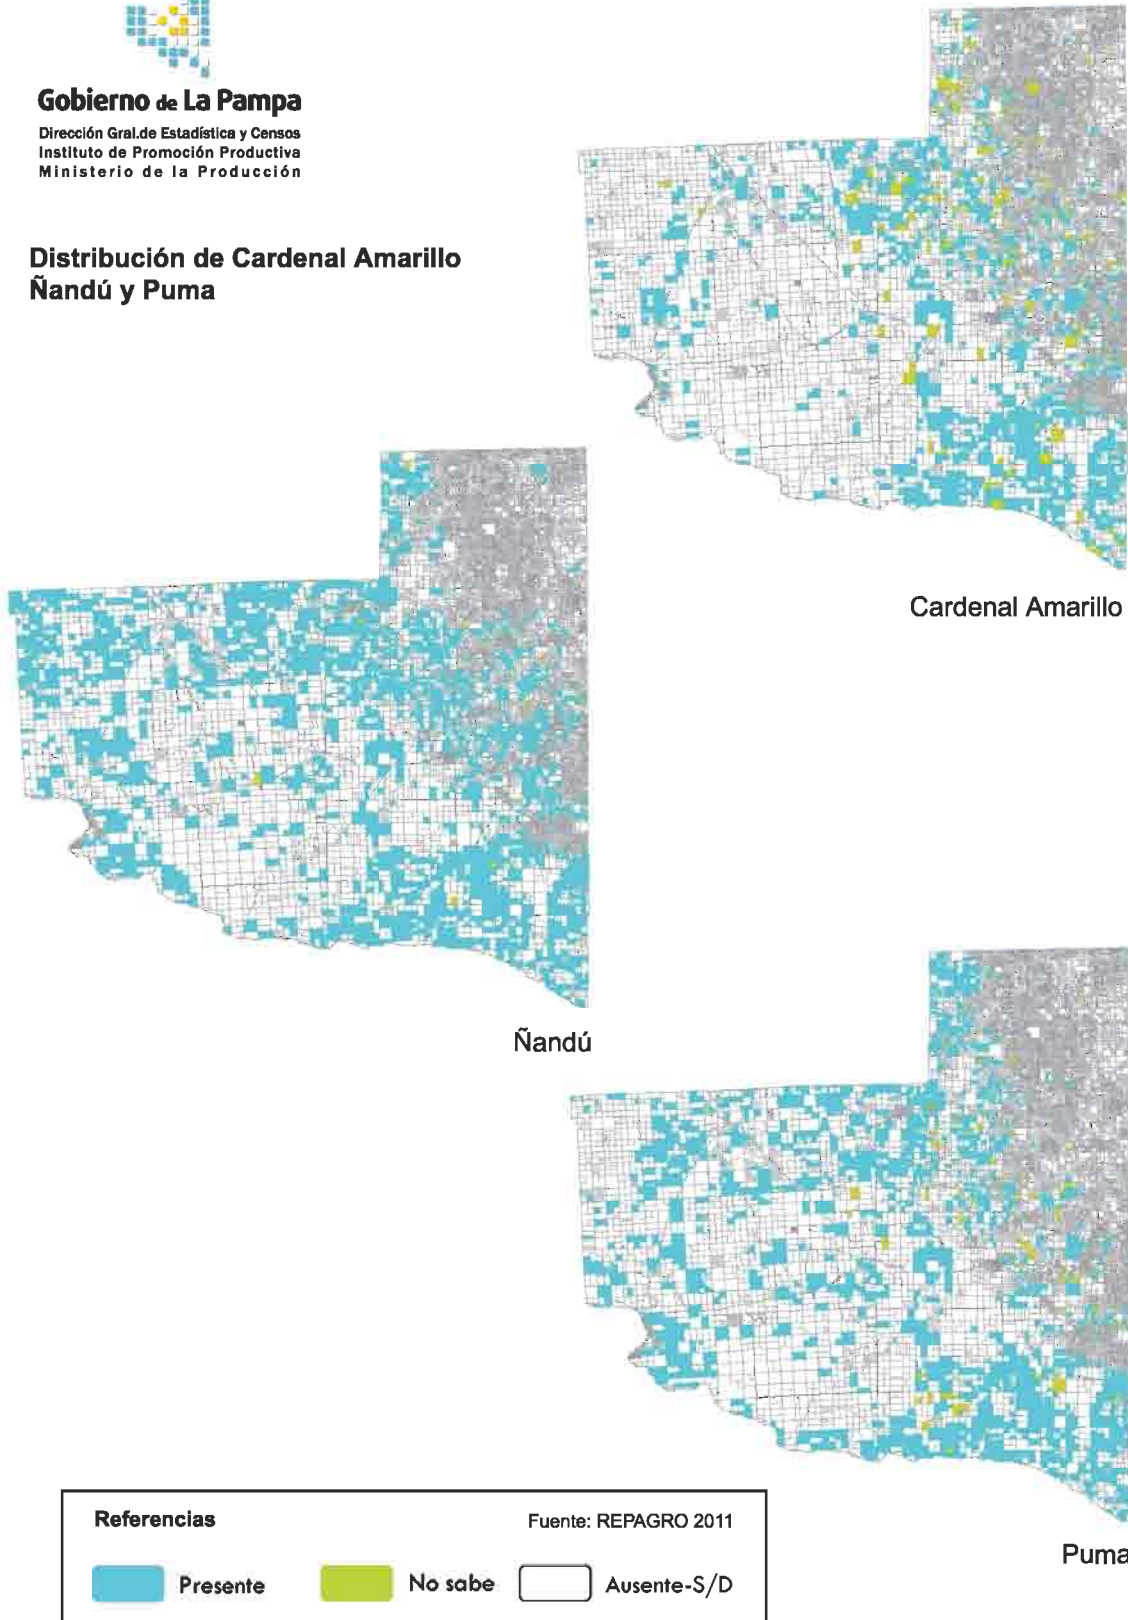 Gobierno de La Pampa
Dirección Gral.de Estadística y Censos
Instituto de Promoción Productiva
Ministerio de la Producción
Distribución de Cardenal Amarillo
Ñandú y Puma
Cardenal Amarillo
Ñandú
Puma
Referencias
Fuente: REPAGRO 2011
Presente
No sabe
Ausente-S/D